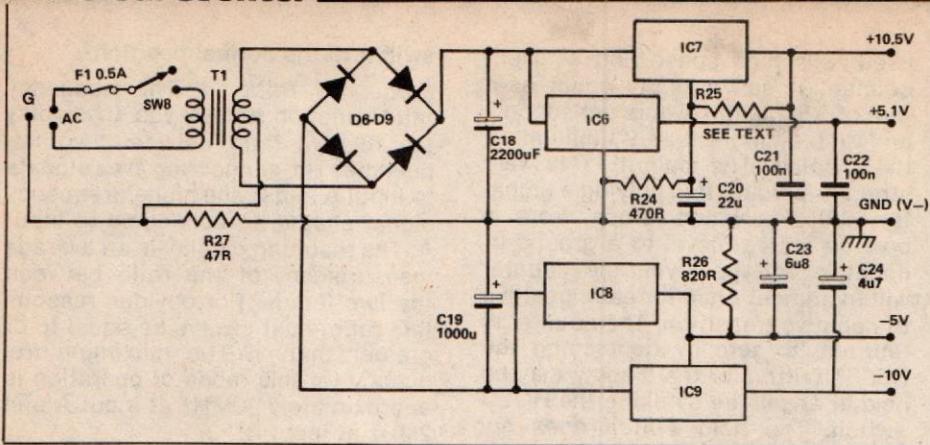 G
F1 0.5A
AC
SW8
T1
D6-D9
C18
2200uF
IC7
IC6
R25
SEE TEXT
C21
100n
C22
100n
+10.5V
+5.1V
R24
470R
C20
22u
GND (V–)
R27
47R
C19
1000u
IC8
R26
820R
C23
6u8
C24
4u7
–5V
IC9
–10V